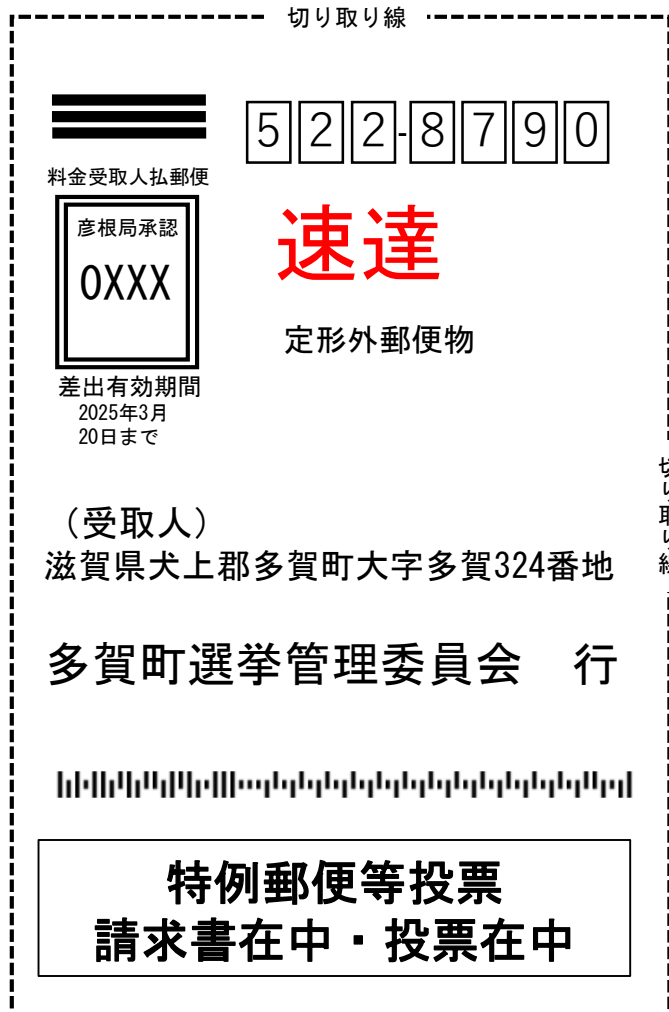 切り取り線
522-8790
料金受取人払郵便
彦根局承認
0XXX
速達
定形外郵便物
差出有効期間
2025年3月
20日まで
切り取り線
（受取人）
滋賀県犬上郡多賀町大字多賀324番地
多賀町選挙管理委員会　行
特例郵便等投票
請求書在中・投票在中